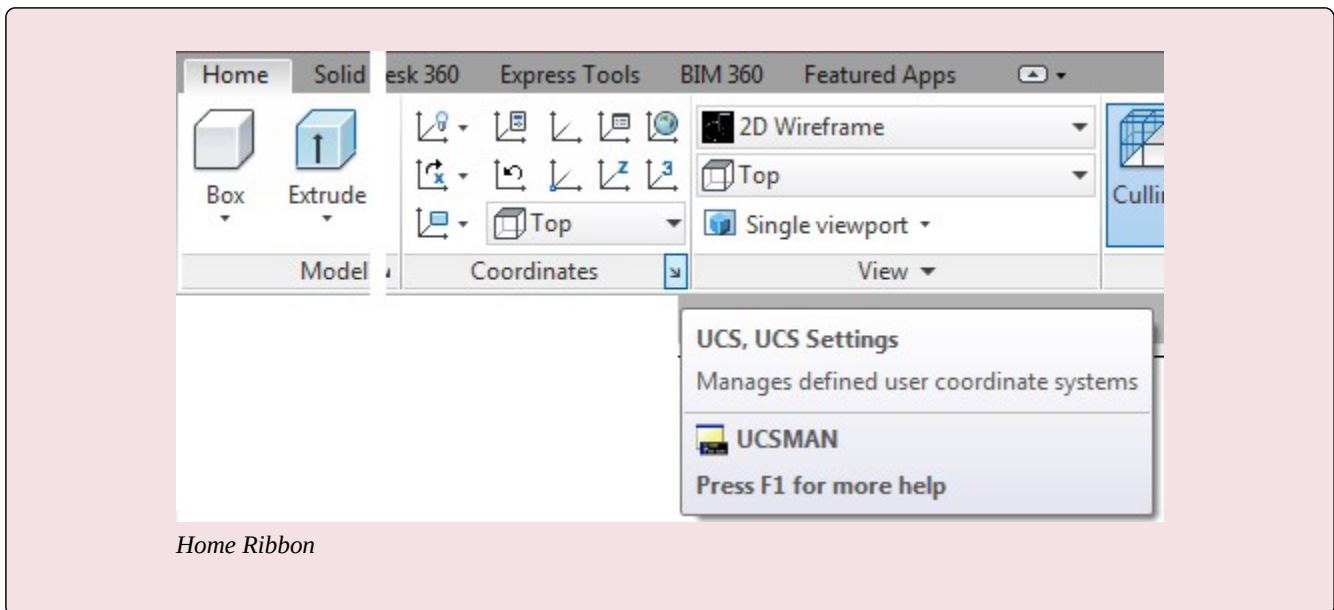 Home Solid esk 360 Express Tools BIM 360 Featured Apps
2D Wireframe
x z 3 Top
Box Extrude Culli
Top Single viewport
Model Coordinates View
UCS, UCS Settings
Manages defined user coordinate systems
UCSMAN
Press F1 for more help
Home Ribbon